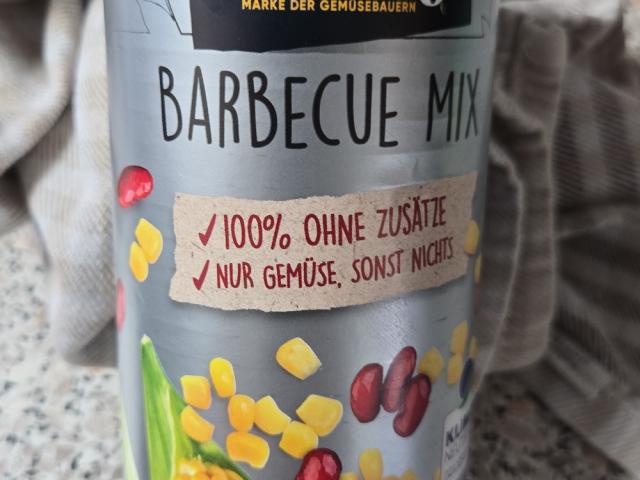 MARKE DER GEMÜSEBAUERN
BARBECUE MIX
✓100% OHNE ZUSÄTZE
✓NUR GEMÜSE, SONST NICHTS